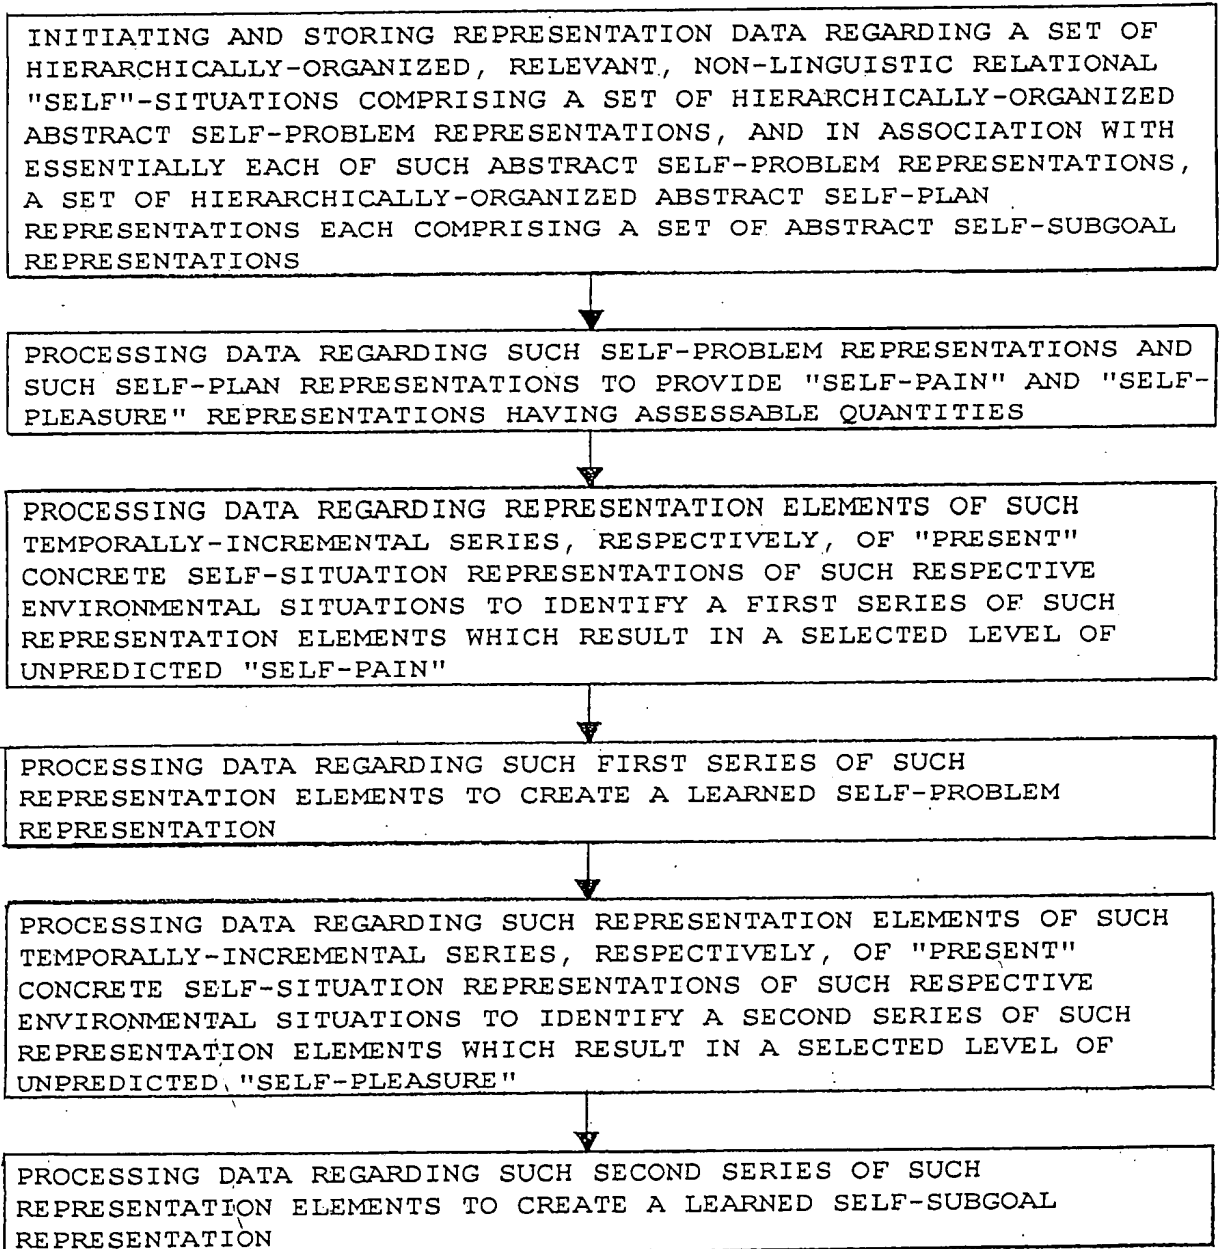 INITIATING AND STORING REPRESENTATION DATA REGARDING A SET OF
HIERARCHICALLY-ORGANIZED, RELEVANT, NON-LINGUISTIC RELATIONAL
"SELF"-SITUATIONS COMPRISING A SET OF HIERARCHICALLY-ORGANIZED
ABSTRACT SELF-PROBLEM REPRESENTATIONS, AND IN ASSOCIATION WITH
ESSENTIALLY EACH OF SUCH ABSTRACT SELF-PROBLEM REPRESENTATIONS,
A SET OF HIERARCHICALLY-ORGANIZED ABSTRACT SELF-PLAN
REPRESENTATIONS EACH COMPRISING A SET OF ABSTRACT SELF-SUBGOAL
REPRESENTATIONS
PROCESSING DATA REGARDING SUCH SELF-PROBLEM REPRESENTATIONS AND
SUCH SELF-PLAN REPRESENTATIONS TO PROVIDE "SELF-PAIN" AND "SELF-
PLEASURE" REPRESENTATIONS HAVING ASSESSABLE QUANTITIES
PROCESSING DATA REGARDING REPRESENTATION ELEMENTS OF SUCH
TEMPORALLY-INCREMENTAL SERIES, RESPECTIVELY, OF "PRESENT"
CONCRETE SELF-SITUATION REPRESENTATIONS OF SUCH RESPECTIVE
ENVIRONMENTAL SITUATIONS TO IDENTIFY A FIRST SERIES OF SUCH
REPRESENTATION ELEMENTS WHICH RESULT IN A SELECTED LEVEL OF
UNPREDICTED "SELF-PAIN"
PROCESSING DATA REGARDING SUCH FIRST SERIES OF SUCH
REPRESENTATION ELEMENTS TO CREATE A LEARNED SELF-PROBLEM
REPRESENTATION
PROCESSING DATA REGARDING SUCH REPRESENTATION ELEMENTS OF SUCH
TEMPORALLY-INCREMENTAL SERIES, RESPECTIVELY, OF "PRESENT"
CONCRETE SELF-SITUATION REPRESENTATIONS OF SUCH RESPECTIVE
ENVIRONMENTAL SITUATIONS TO IDENTIFY A SECOND SERIES OF SUCH
REPRESENTATION ELEMENTS WHICH RESULT IN A SELECTED LEVEL OF
UNPREDICTED "SELF-PLEASURE"
PROCESSING DATA REGARDING SUCH SECOND SERIES OF SUCH
REPRESENTATION ELEMENTS TO CREATE A LEARNED SELF-SUBGOAL
REPRESENTATION